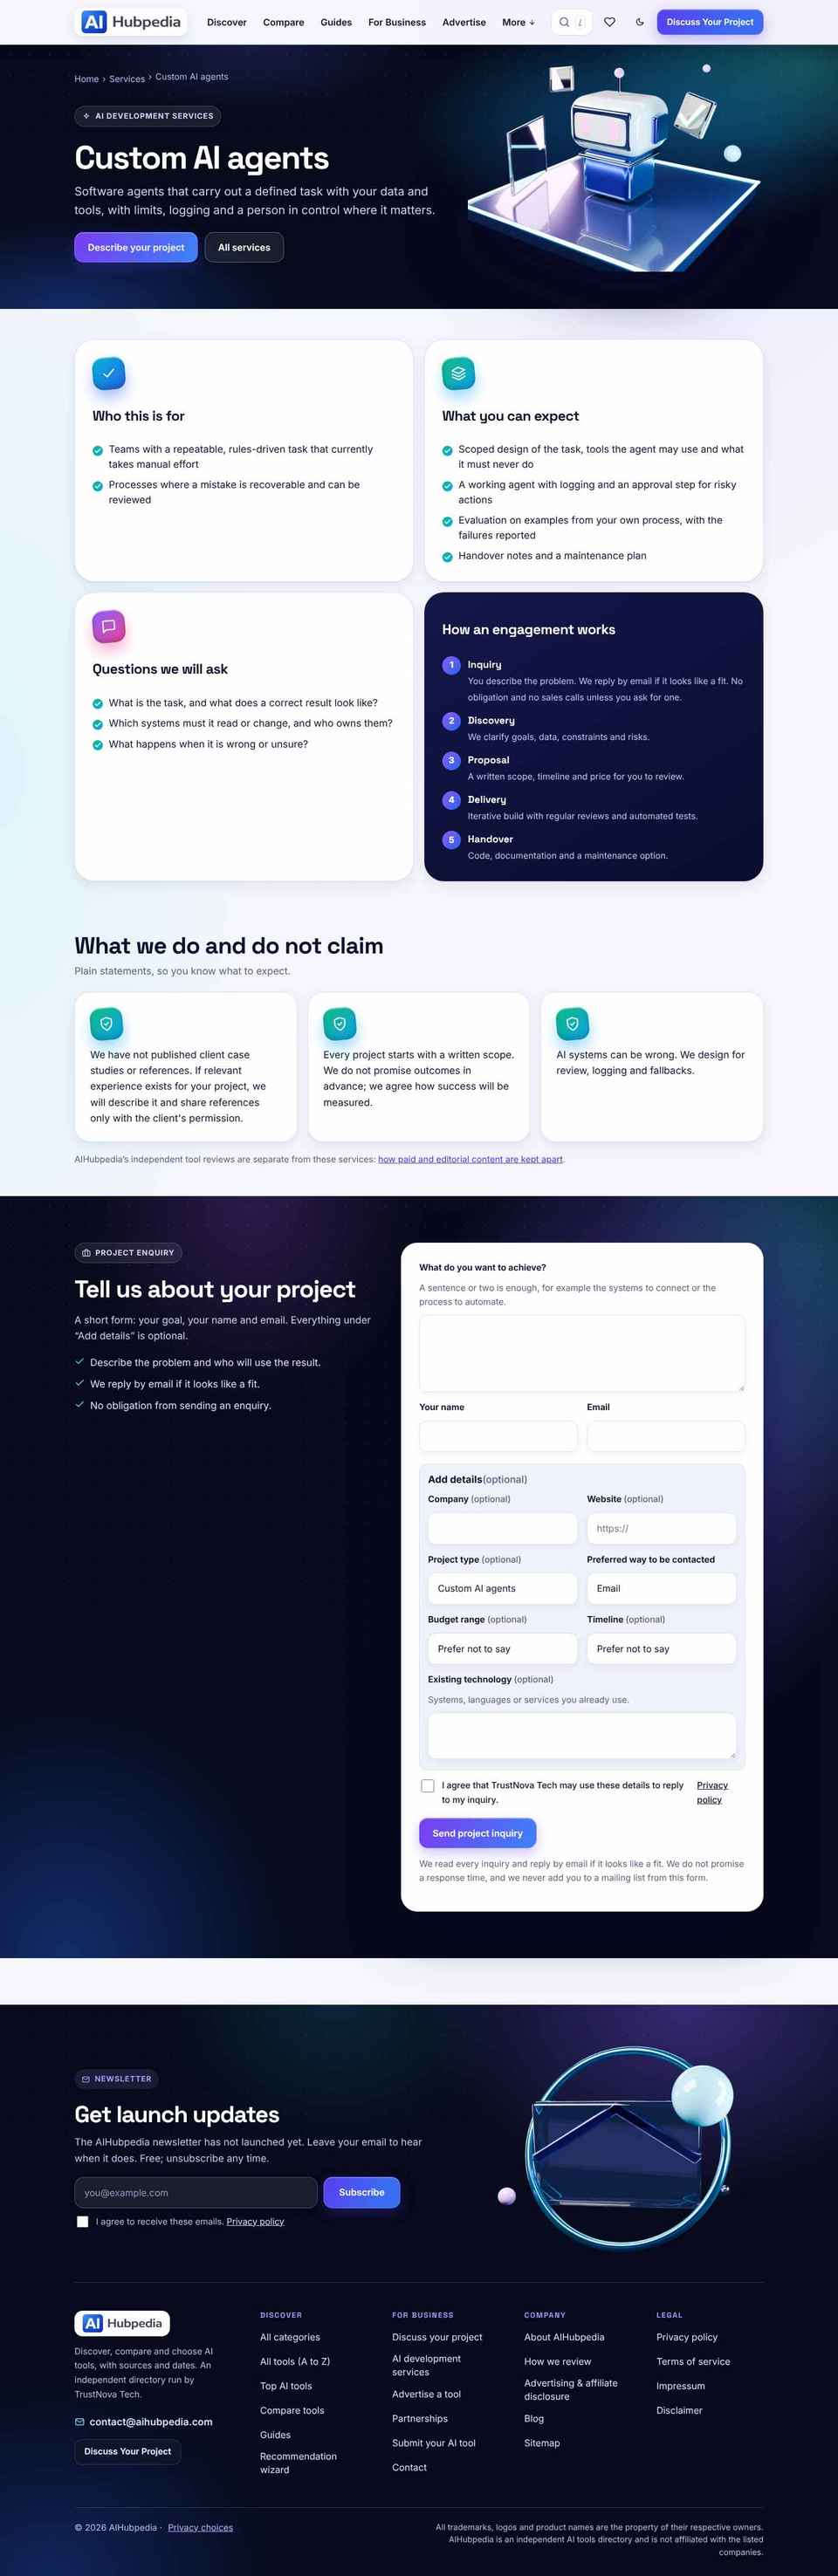 AI Hubpedia
Discover
Compare
Guides
For Business
Advertise
More
/
Discuss Your Project
Home › Services › Custom AI agents
AI DEVELOPMENT SERVICES
Custom AI agents
Software agents that carry out a defined task with your data and
tools, with limits, logging and a person in control where it matters.
Describe your project
All services
Who this is for
Teams with a repeatable, rules-driven task that currently
takes manual effort
Processes where a mistake is recoverable and can be
reviewed
What you can expect
Scoped design of the task, tools the agent may use and what
it must never do
A working agent with logging and an approval step for risky
actions
Evaluation on examples from your own process, with the
failures reported
Handover notes and a maintenance plan
Questions we will ask
What is the task, and what does a correct result look like?
Which systems must it read or change, and who owns them?
What happens when it is wrong or unsure?
How an engagement works
1 Inquiry
You describe the problem. We reply by email if it looks like a fit. No
obligation and no sales calls unless you ask for one.
2 Discovery
We clarify goals, data, constraints and risks.
3 Proposal
A written scope, timeline and price for you to review.
4 Delivery
Iterative build with regular reviews and automated tests.
5 Handover
Code, documentation and a maintenance option.
What we do and do not claim
Plain statements, so you know what to expect.
We have not published client case
studies or references. If relevant
experience exists for your project, we
will describe it and share references
only with the client's permission.
Every project starts with a written scope.
We do not promise outcomes in
advance; we agree how success will be
measured.
AI systems can be wrong. We design for
review, logging and fallbacks.
AIHubpedia's independent tool reviews are separate from these services: how paid and editorial content are kept apart.
PROJECT ENQUIRY
Tell us about your project
A short form: your goal, your name and email. Everything under
“Add details” is optional.
Describe the problem and who will use the result.
We reply by email if it looks like a fit.
No obligation from sending an enquiry.
What do you want to achieve?
A sentence or two is enough, for example the systems to connect or the
process to automate.
Your name
Email
Add details(optional)
Company (optional)
Website (optional)
https://
Project type (optional)
Preferred way to be contacted
Custom AI agents
Email
Budget range (optional)
Timeline (optional)
Prefer not to say
Prefer not to say
Existing technology (optional)
Systems, languages or services you already use.
I agree that TrustNova Tech may use these details to reply
to my inquiry.
Privacy
policy
Send project inquiry
We read every inquiry and reply by email if it looks like a fit. We do not promise
a response time, and we never add you to a mailing list from this form.
NEWSLETTER
Get launch updates
The AIHubpedia newsletter has not launched yet. Leave your email to hear
when it does. Free; unsubscribe any time.
you@example.com
Subscribe
I agree to receive these emails. Privacy policy
AI Hubpedia
Discover, compare and choose AI
tools, with sources and dates. An
independent directory run by
TrustNova Tech.
contact@aihubpedia.com
Discuss Your Project
DISCOVER
All categories
All tools (A to Z)
Top AI tools
Compare tools
Guides
Recommendation
wizard
FOR BUSINESS
Discuss your project
AI development
services
Advertise a tool
Partnerships
Submit your AI tool
Contact
COMPANY
About AIHubpedia
How we review
Advertising & affiliate
disclosure
Blog
Sitemap
LEGAL
Privacy policy
Terms of service
Impressum
Disclaimer
© 2026 AIHubpedia · Privacy choices
All trademarks, logos and product names are the property of their respective owners.
AIHubpedia is an independent AI tools directory and is not affiliated with the listed
companies.